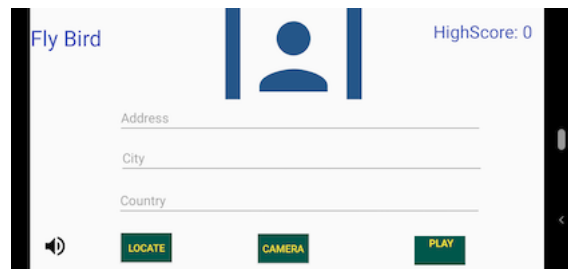 Fly Bird
HighScore: 0
Address
City
Country
LOCATE
CAMERA
PLAY